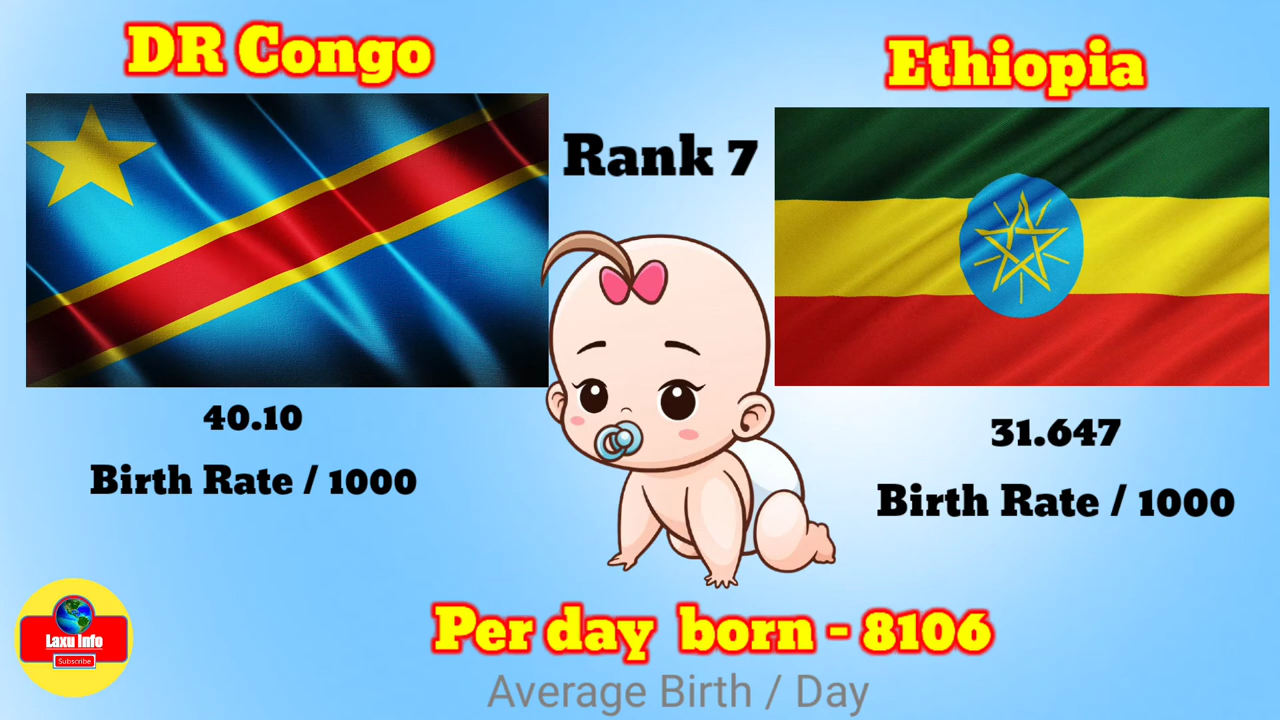 DR Congo
Ethiopia
Rank 7
40.10
Birth Rate / 1000
31.647
Birth Rate / 1000
Laxu Info
Subscribe
Per day born - 8106
Average Birth / Day